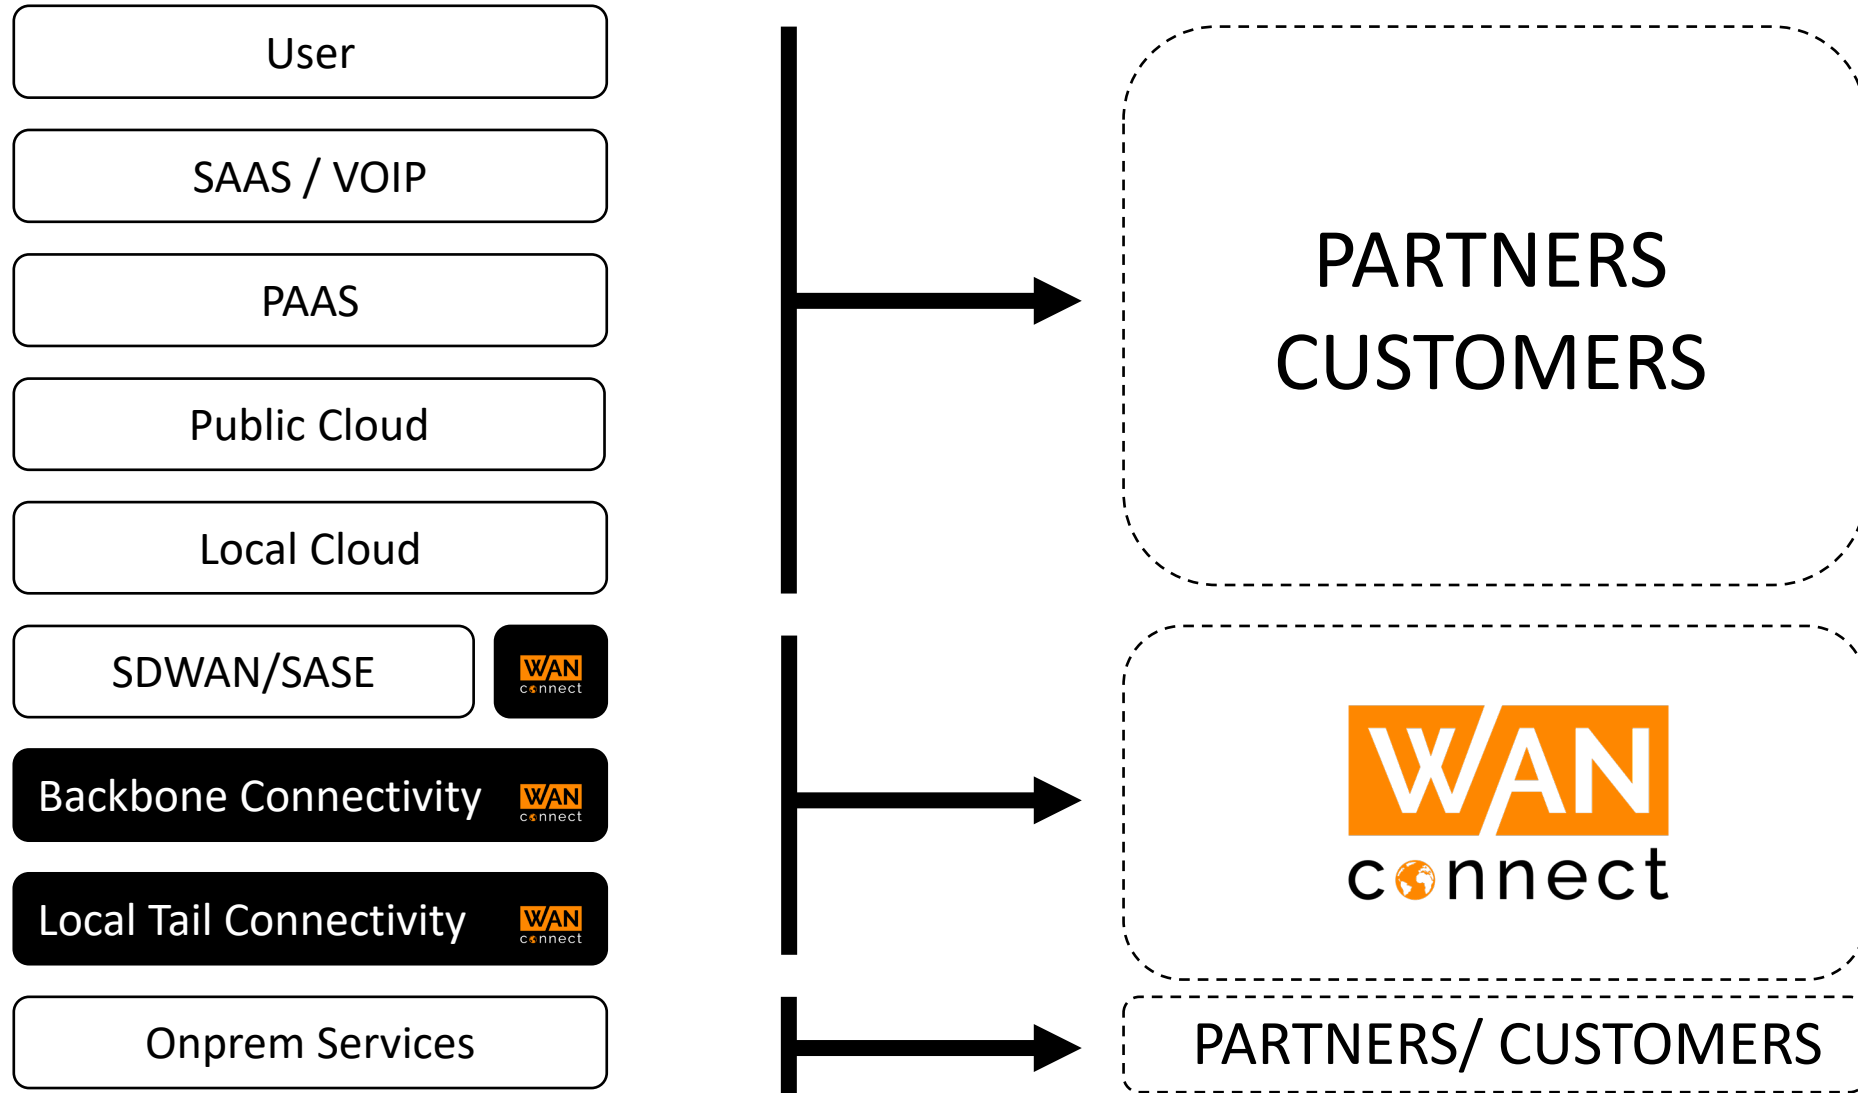 User
SAAS / VOIP
PAAS
Public Cloud
Local Cloud
SDWAN/SASE
WAN
connect
Backbone Connectivity
WAN
connect
Local Tail Connectivity
WAN
connect
Onprem Services
PARTNERS
CUSTOMERS
WAN
connect
PARTNERS/ CUSTOMERS